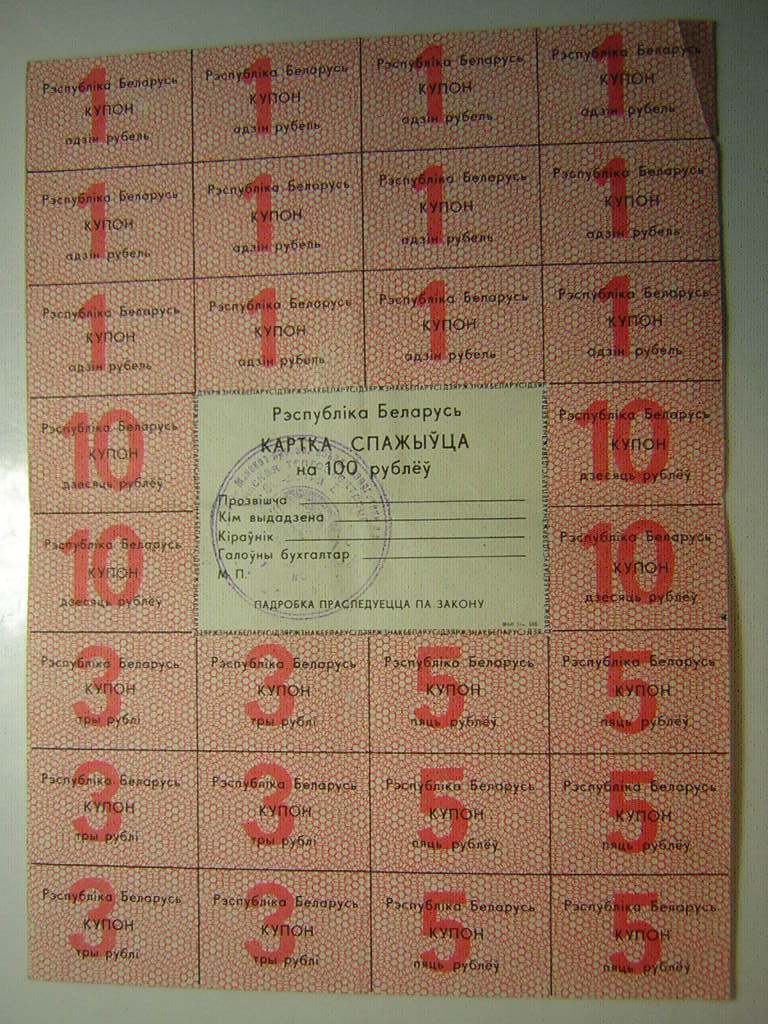 Рэспубліка Беларусь Рэспубліка Беларусь Рэспубліка Беларусь Рэспубліка Беларусь
1 КУПОН 1 КУПОН 1 КУПОН 1 КУПОН
адзін рубель адзін рубель адзін рубель адзін рубель
Рэспубліка Беларусь Рэспубліка Беларусь Рэспубліка Беларусь Рэспубліка Беларусь
1 КУПОН 1 КУПОН 1 КУПОН 1 КУПОН
адзін рубель адзін рубель адзін рубель адзін рубель
Рэспубліка Беларусь Рэспубліка Беларусь Рэспубліка Беларусь Рэспубліка Беларусь
1 КУПОН 1 КУПОН 1 КУПОН 1 КУПОН
адзін рубель адзін рубель адзін рубель адзін рубель
Рэспубліка Беларусь
10 КУПОН
дзесяць рублёў
Рэспубліка Беларусь
10 КУПОН
дзесяць рублёў
ДЗЯРЖЗНАКБЕЛАРУСІ
Рэспубліка Беларусь
КАРТКА СПАЖЫЎЦА
на 100 рублёў
Прозвішча
Кім выдадзена
Кіраўнік
Галоўны бухгалтар
М. П.
ПАДРОБКА ПРАСЛЕДУЕЦЦА ПА ЗАКОНУ
Рэспубліка Беларусь
10 КУПОН
дзесяць рублёў
Рэспубліка Беларусь
10 КУПОН
дзесяць рублёў
Рэспубліка Беларусь Рэспубліка Беларусь Рэспубліка Беларусь Рэспубліка Беларусь
3 КУПОН 3 КУПОН 5 КУПОН 5 КУПОН
тры рублі тры рублі пяць рублёў пяць рублёў
Рэспубліка Беларусь Рэспубліка Беларусь Рэспубліка Беларусь Рэспубліка Беларусь
3 КУПОН 3 КУПОН 5 КУПОН 5 КУПОН
тры рублі тры рублі пяць рублёў пяць рублёў
Рэспубліка Беларусь Рэспубліка Беларусь Рэспубліка Беларусь Рэспубліка Беларусь
3 КУПОН 3 КУПОН 5 КУПОН 5 КУПОН
тры рублі тры рублі пяць рублёў пяць рублёў